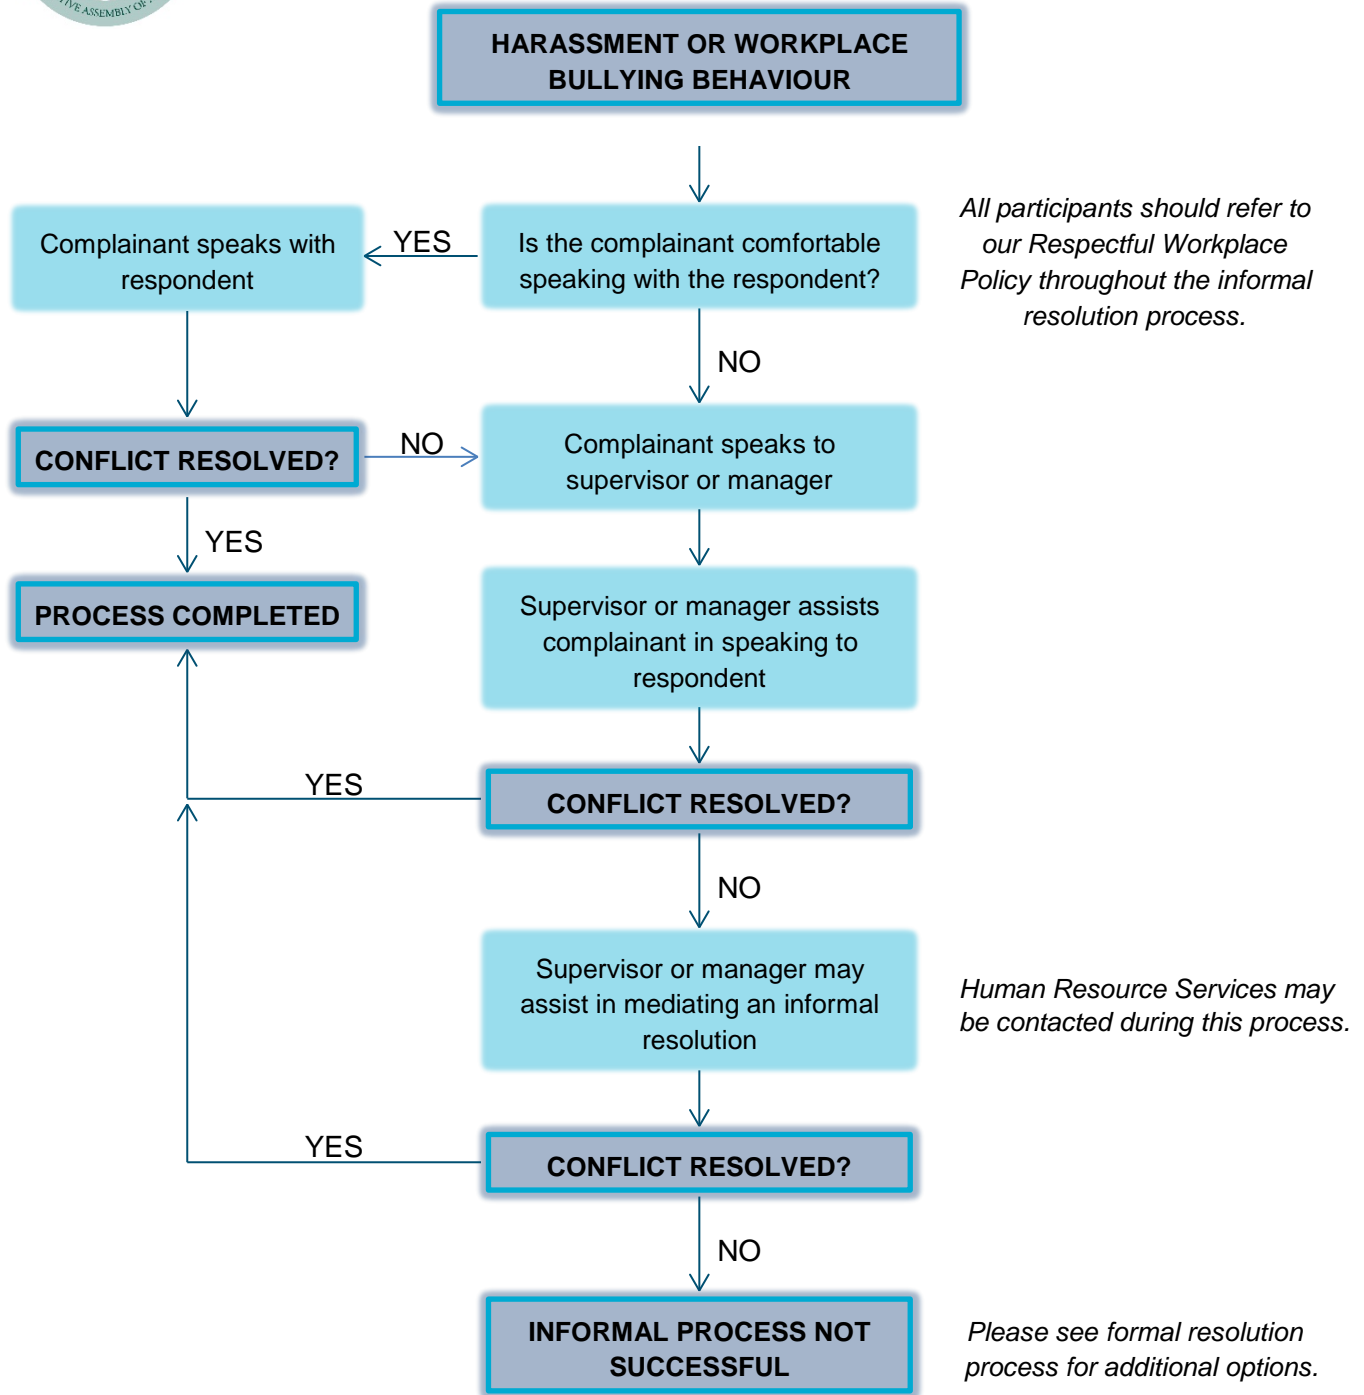 TIVE ASSEMBLY OF
HARASSMENT OR WORKPLACE
BULLYING BEHAVIOUR
All participants should refer to
our Respectful Workplace
Policy throughout the informal
resolution process.
Complainant speaks with
respondent
YES
Is the complainant comfortable
speaking with the respondent?
NO
CONFLICT RESOLVED?
NO
Complainant speaks to
supervisor or manager
YES
PROCESS COMPLETED
Supervisor or manager assists
complainant in speaking to
respondent
YES
CONFLICT RESOLVED?
NO
Supervisor or manager may
assist in mediating an informal
resolution
Human Resource Services may
be contacted during this process.
YES
CONFLICT RESOLVED?
NO
INFORMAL PROCESS NOT
SUCCESSFUL
Please see formal resolution
process for additional options.